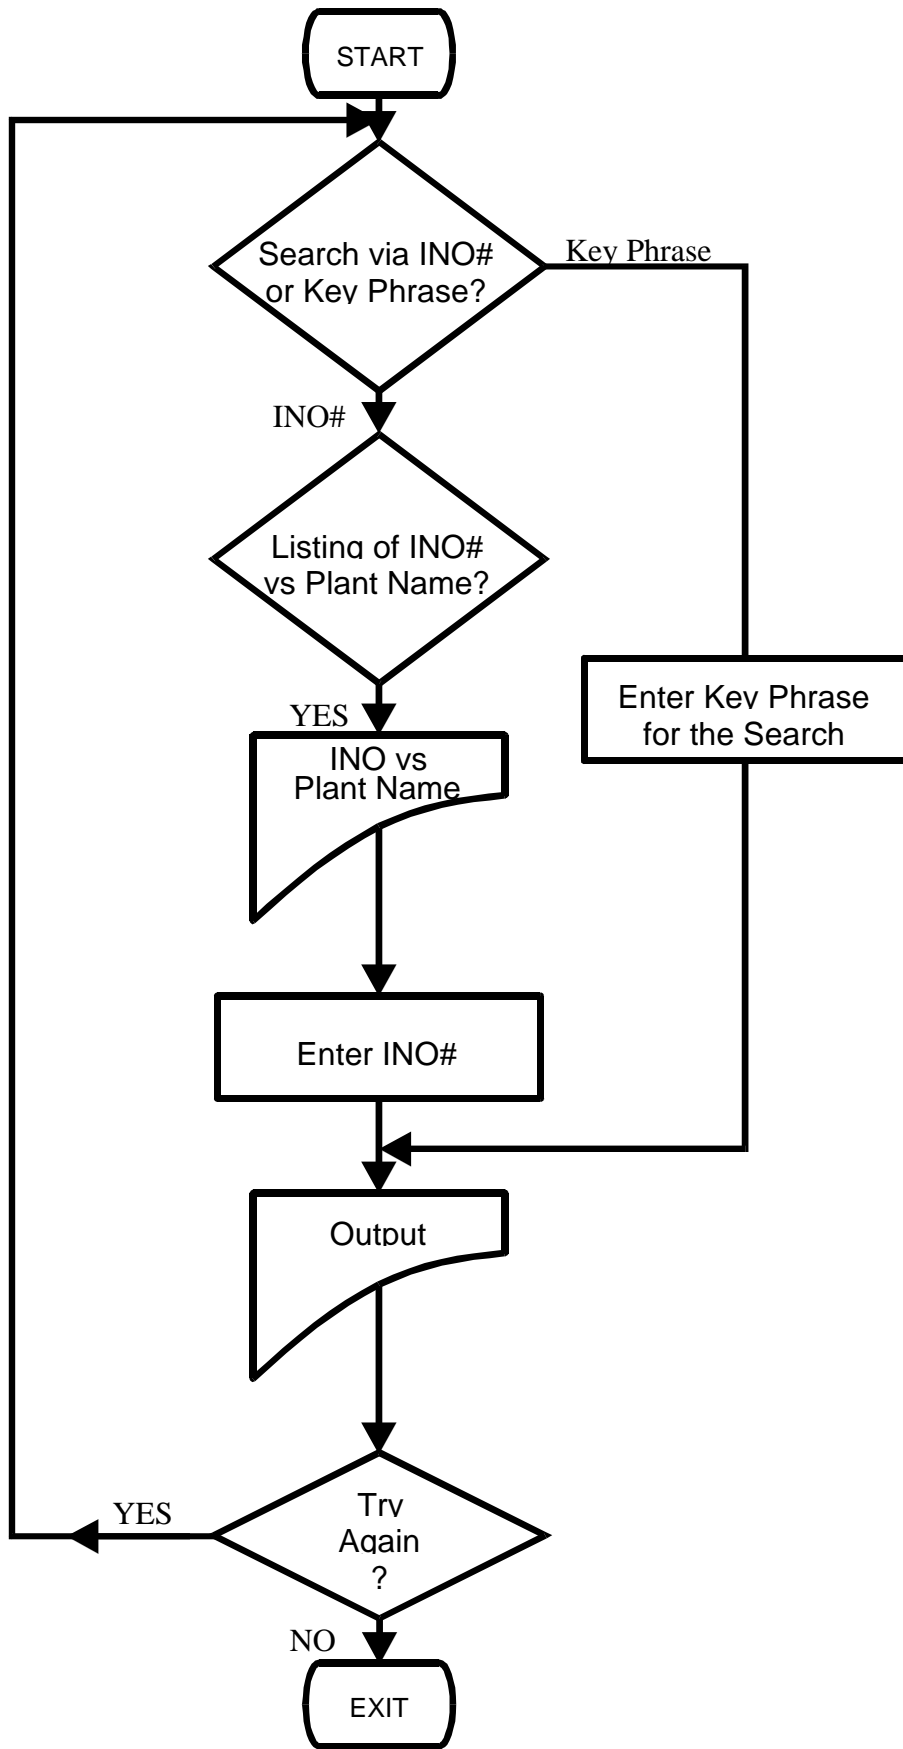 START
Search via INO#
or Key Phrase?
Key Phrase
INO#
Listing of INO#
vs Plant Name?
YES
INO vs
Plant Name
Enter Key Phrase
for the Search
Enter INO#
Output
Try
Again
?
YES
NO
EXIT